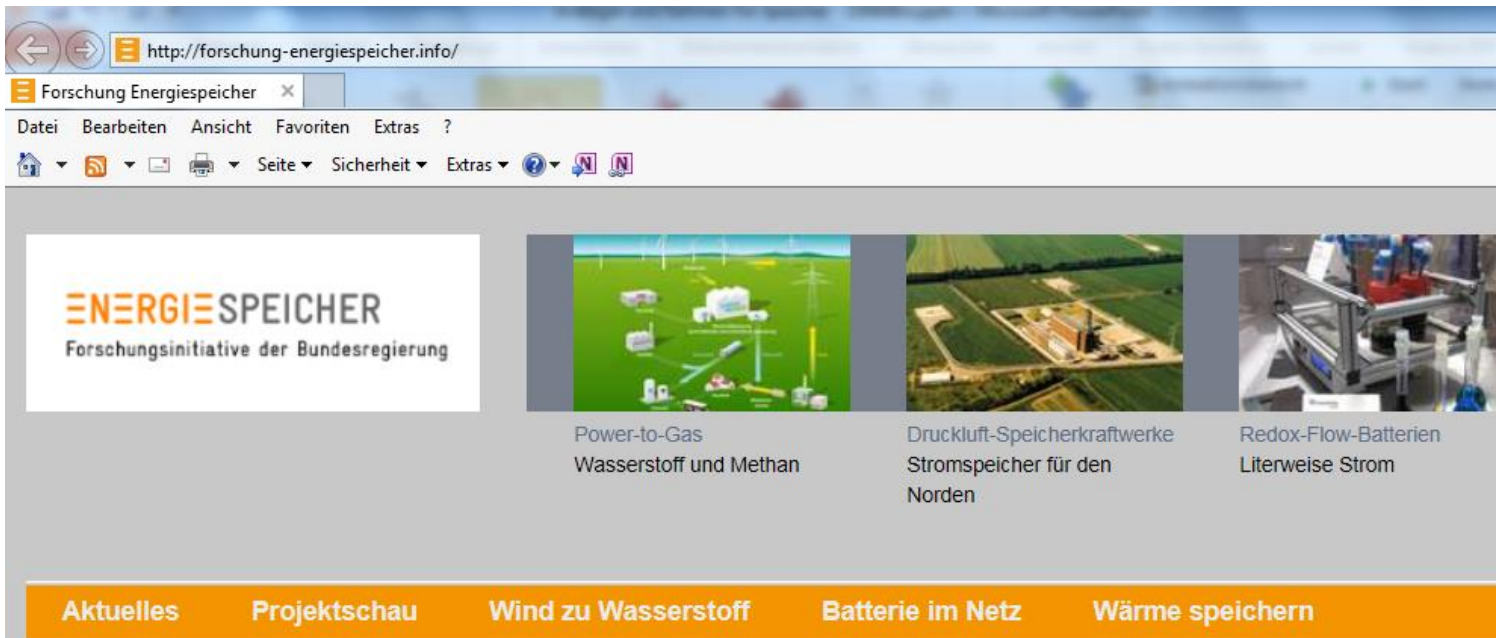 http://forschung-energiespeicher.info/
Forschung Energiespeicher
Datei Bearbeiten Ansicht Favoriten Extras ?
Seite Sicherheit Extras
ENERGIESPEICHER
Forschungsinitiative der Bundesregierung
Power-to-Gas
Wasserstoff und Methan
Druckluft-Speicherkraftwerke
Stromspeicher für den
Norden
Redox-Flow-Batterien
Literweise Strom
Aktuelles Projektschau Wind zu Wasserstoff Batterie im Netz Wärme speichern